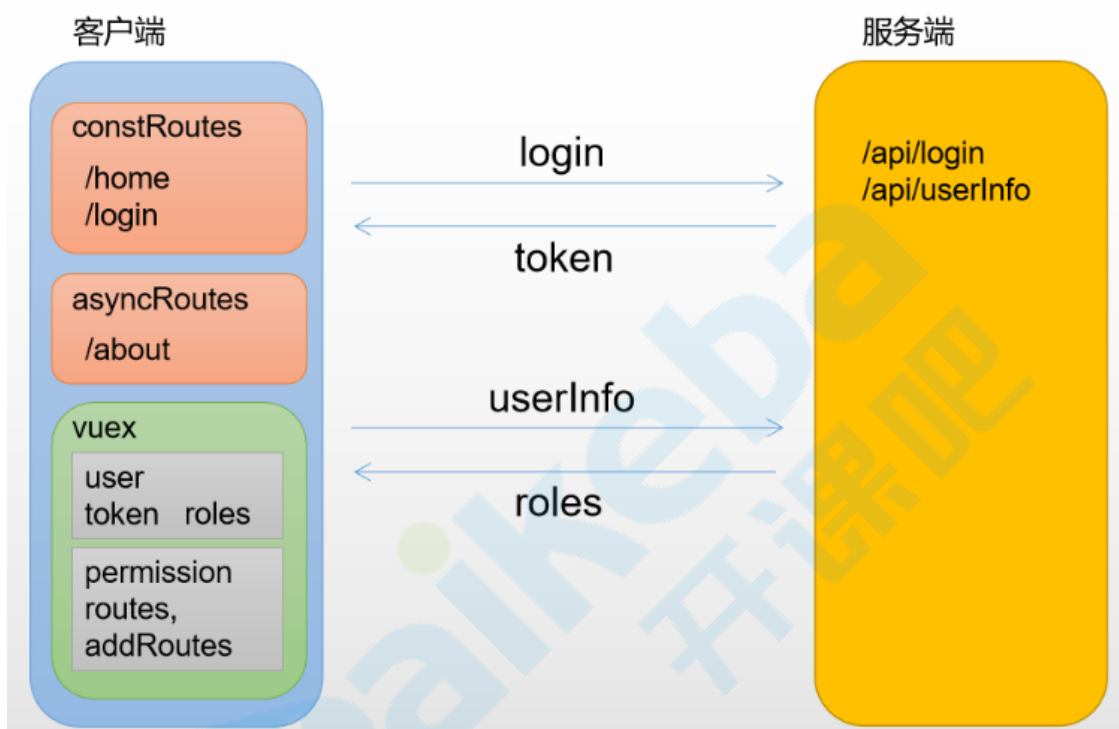 客户端
服务端
constRoutes
/home
/login
asyncRoutes
/about
vuex
user
token roles
permission
routes,
addRoutes
login
token
userInfo
roles
/api/login
/api/userInfo
aikeba
开课吧